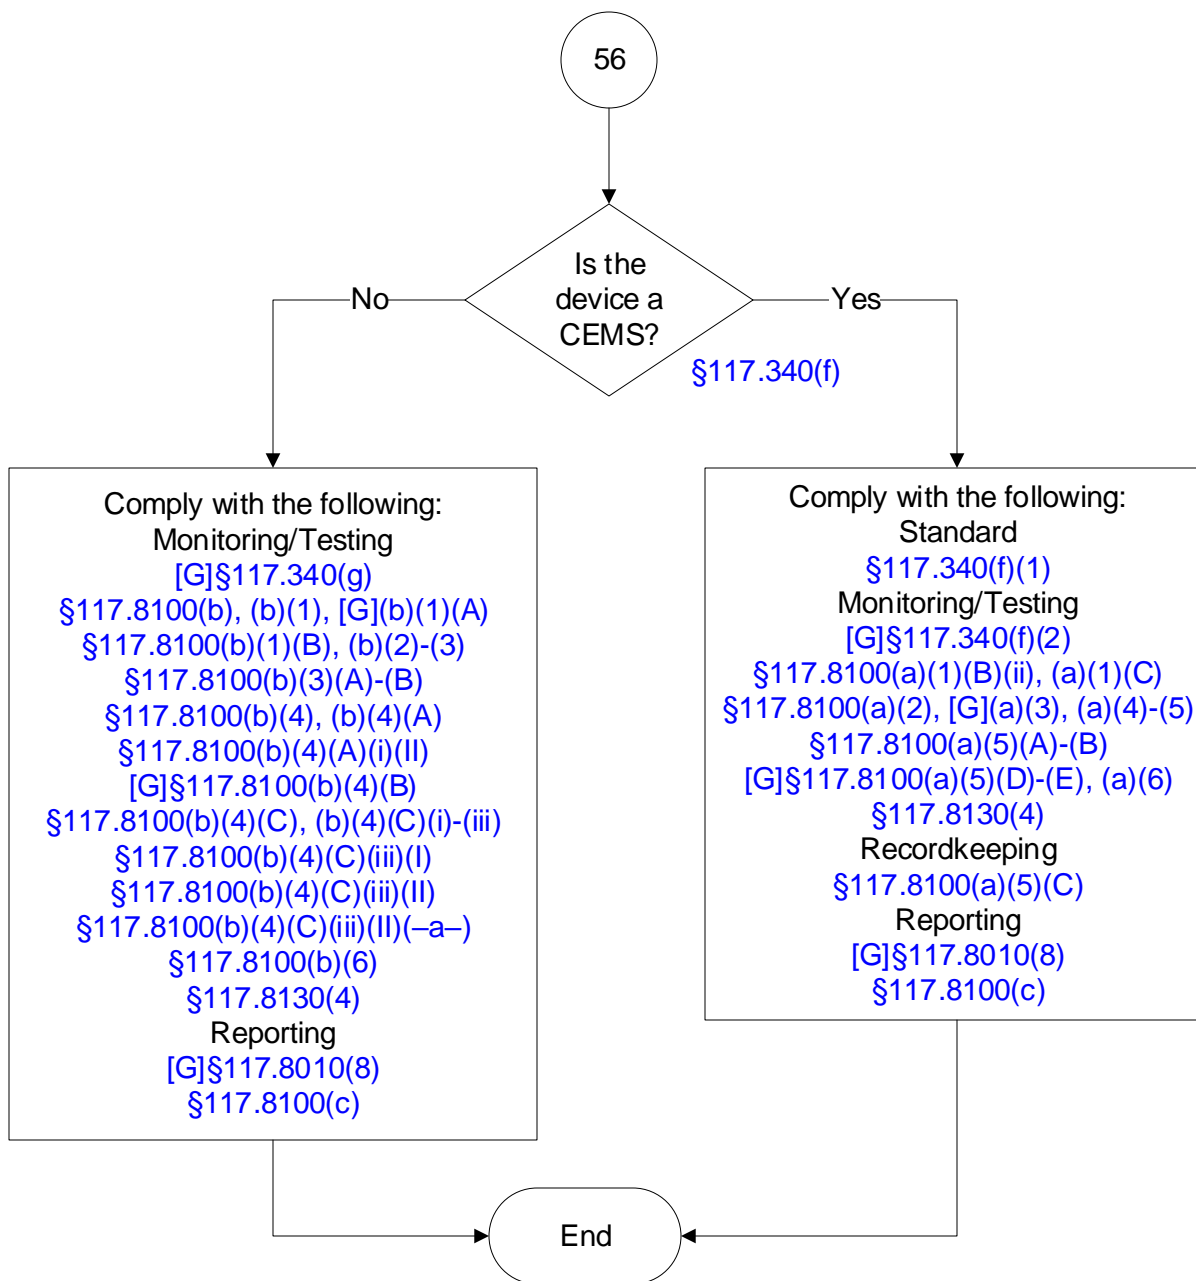 56
Is the
device a
CEMS?
No
Yes
§117.340(f)
Comply with the following:
Monitoring/Testing
[G]§117.340(g)
§117.8100(b), (b)(1), [G](b)(1)(A)
§117.8100(b)(1)(B), (b)(2)-(3)
§117.8100(b)(3)(A)-(B)
§117.8100(b)(4), (b)(4)(A)
§117.8100(b)(4)(A)(i)(II)
[G]§117.8100(b)(4)(B)
§117.8100(b)(4)(C), (b)(4)(C)(i)-(iii)
§117.8100(b)(4)(C)(iii)(I)
§117.8100(b)(4)(C)(iii)(II)
§117.8100(b)(4)(C)(iii)(II)(–a–)
§117.8100(b)(6)
§117.8130(4)
Reporting
[G]§117.8010(8)
§117.8100(c)
Comply with the following:
Standard
§117.340(f)(1)
Monitoring/Testing
[G]§117.340(f)(2)
§117.8100(a)(1)(B)(ii), (a)(1)(C)
§117.8100(a)(2), [G](a)(3), (a)(4)-(5)
§117.8100(a)(5)(A)-(B)
[G]§117.8100(a)(5)(D)-(E), (a)(6)
§117.8130(4)
Recordkeeping
§117.8100(a)(5)(C)
Reporting
[G]§117.8010(8)
§117.8100(c)
End